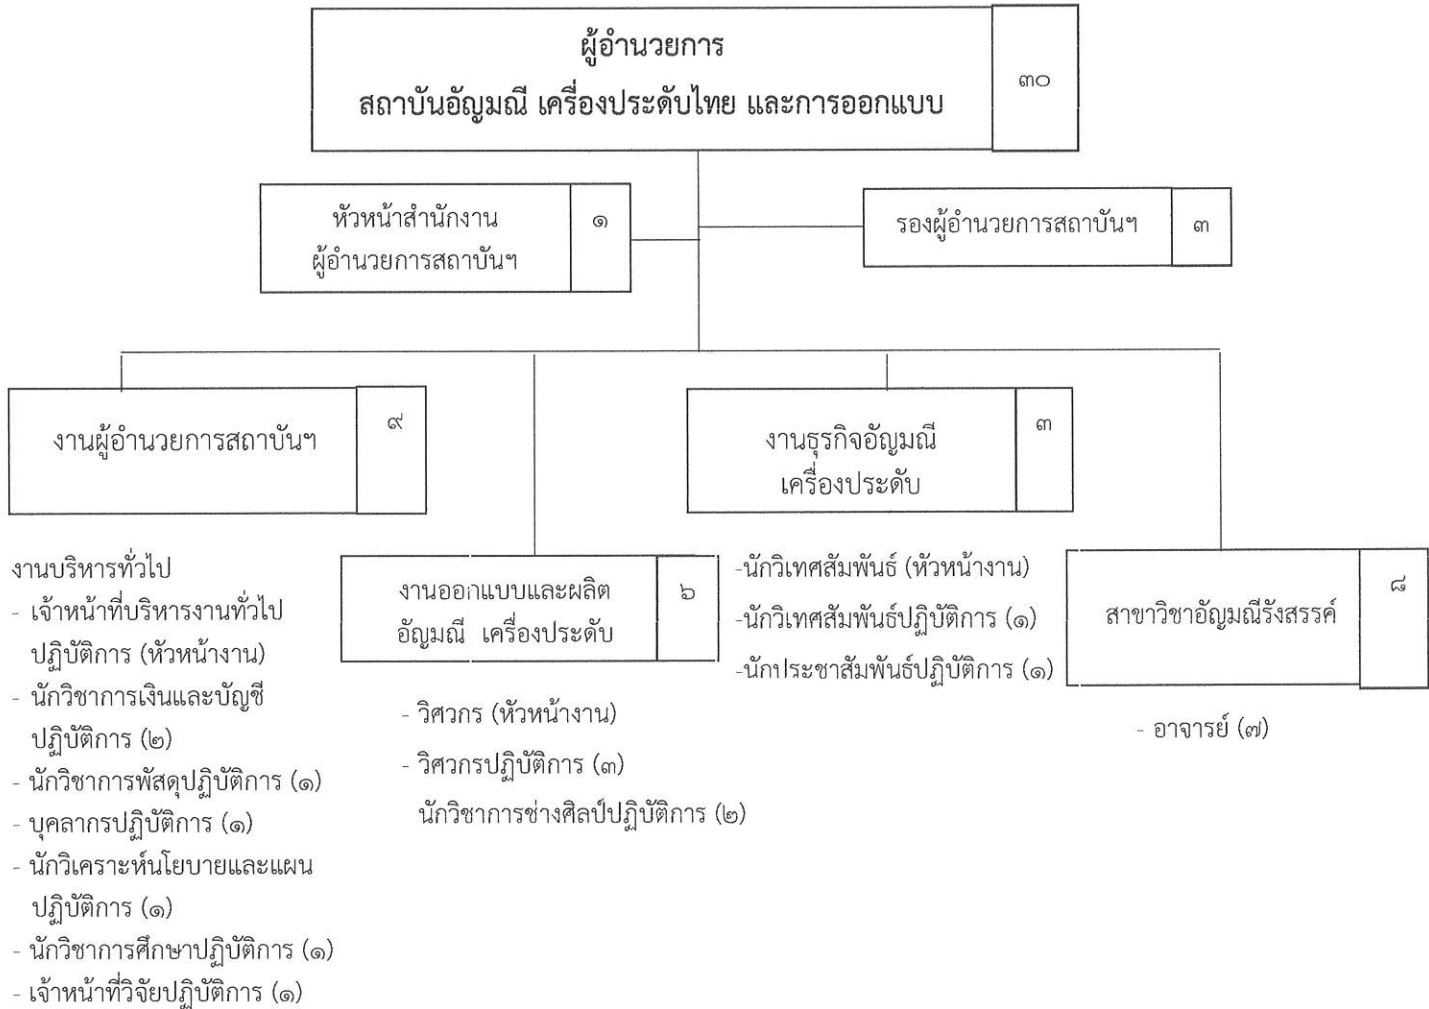 ผู้อำนวยการ
สถาบันอัญมณี เครื่องประดับไทย และการออกแบบ
๓๐
หัวหน้าสำนักงาน
ผู้อำนวยการสถาบันฯ
๑
รองผู้อำนวยการสถาบันฯ
๓
งานผู้อำนวยการสถาบันฯ
๙
งานบริหารทั่วไป
- เจ้าหน้าที่บริหารงานทั่วไป
ปฏิบัติการ (หัวหน้างาน)
- นักวิชาการเงินและบัญชี
ปฏิบัติการ (๒)
- นักวิชาการพัสดุปฏิบัติการ (๑)
- บุคลากรปฏิบัติการ (๑)
- นักวิเคราะห์นโยบายและแผน
ปฏิบัติการ (๑)
- นักวิชาการศึกษาปฏิบัติการ (๑)
- เจ้าหน้าที่วิจัยปฏิบัติการ (๑)
งานออกแบบและผลิต
อัญมณี เครื่องประดับ
๖
- วิศวกร (หัวหน้างาน)
- วิศวกรปฏิบัติการ (๓)
นักวิชาการช่างศิลป์ปฏิบัติการ (๒)
งานธุรกิจอัญมณี
เครื่องประดับ
๓
-นักวิเทศสัมพันธ์ (หัวหน้างาน)
-นักวิเทศสัมพันธ์ปฏิบัติการ (๑)
-นักประชาสัมพันธ์ปฏิบัติการ (๑)
สาขาวิชาอัญมณีรังสรรค์
๘
- อาจารย์ (๗)